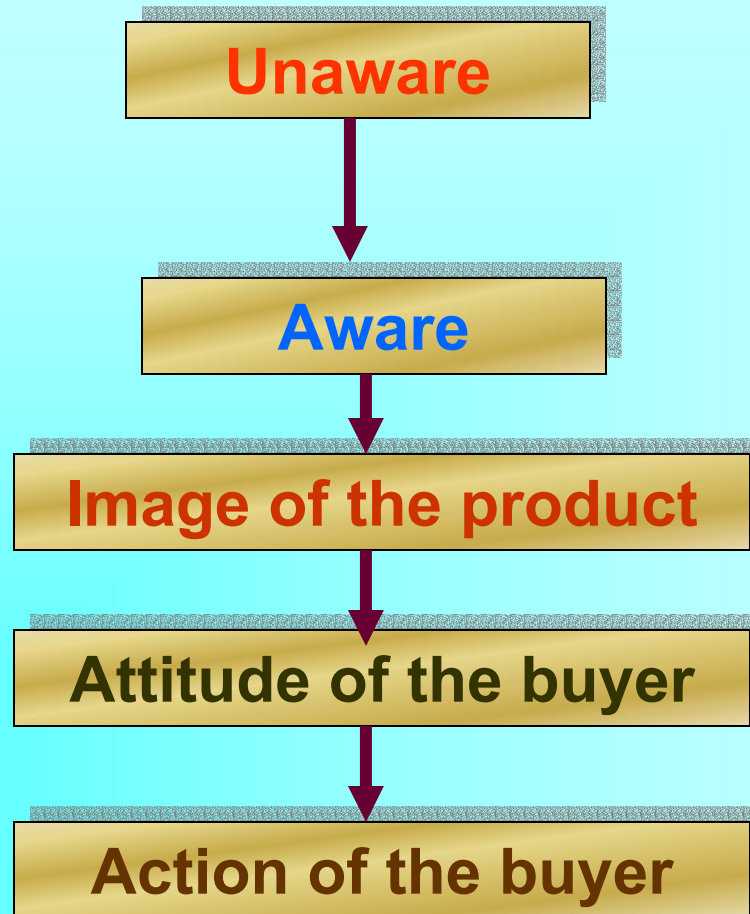 Unaware
Aware
Image of the product
Attitude of the buyer
Action of the buyer